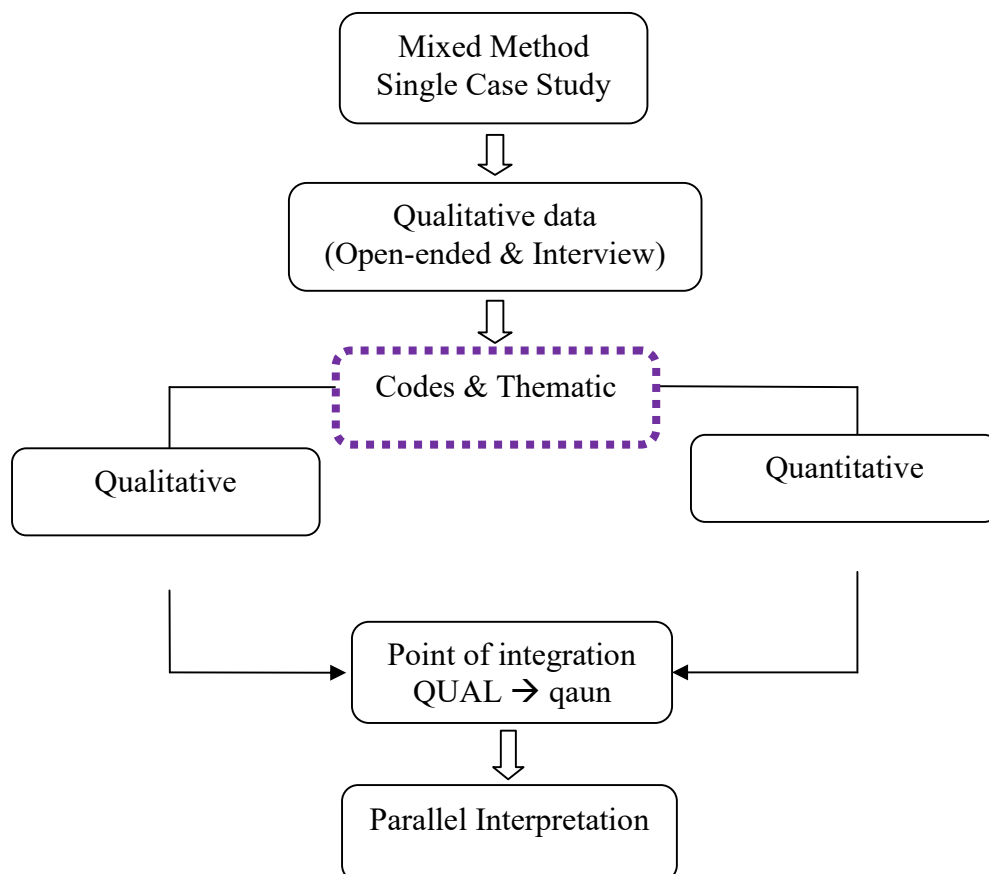 Mixed Method
Single Case Study
Qualitative data
(Open-ended & Interview)
Codes & Thematic
Qualitative
Quantitative
Point of integration
QUAL → qaun
Parallel Interpretation